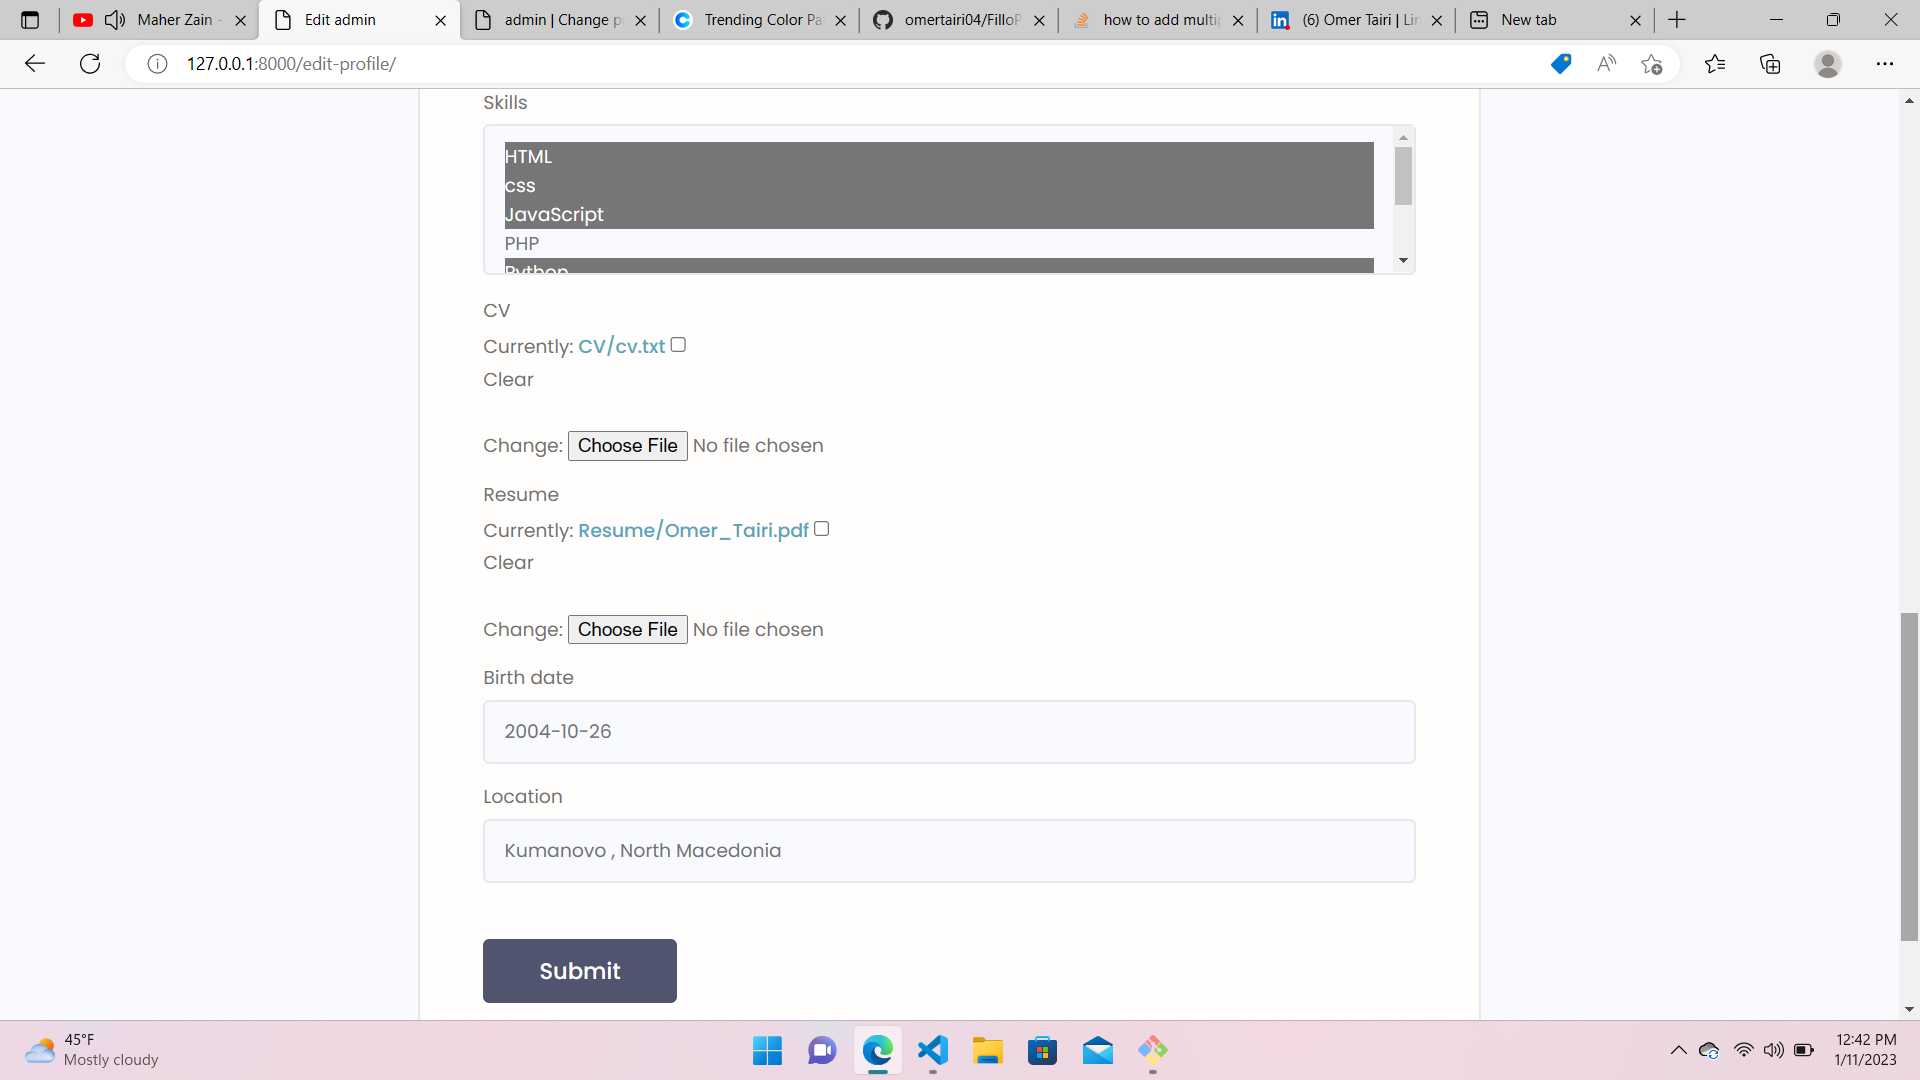 Maher Zain -
Edit admin
admin | Change p
Trending Color Pa
omertairi04/FilloP
how to add multip
(6) Omer Tairi | Lin
New tab
127.0.0.1:8000/edit-profile/
Skills
HTML
css
JavaScript
PHP
Python
CV
Currently: CV/cv.txt
Clear
Change: Choose File No file chosen
Resume
Currently: Resume/Omer_Tairi.pdf
Clear
Change: Choose File No file chosen
Birth date
2004-10-26
Location
Kumanovo , North Macedonia
Submit
45°F
Mostly cloudy
12:42 PM
1/11/2023